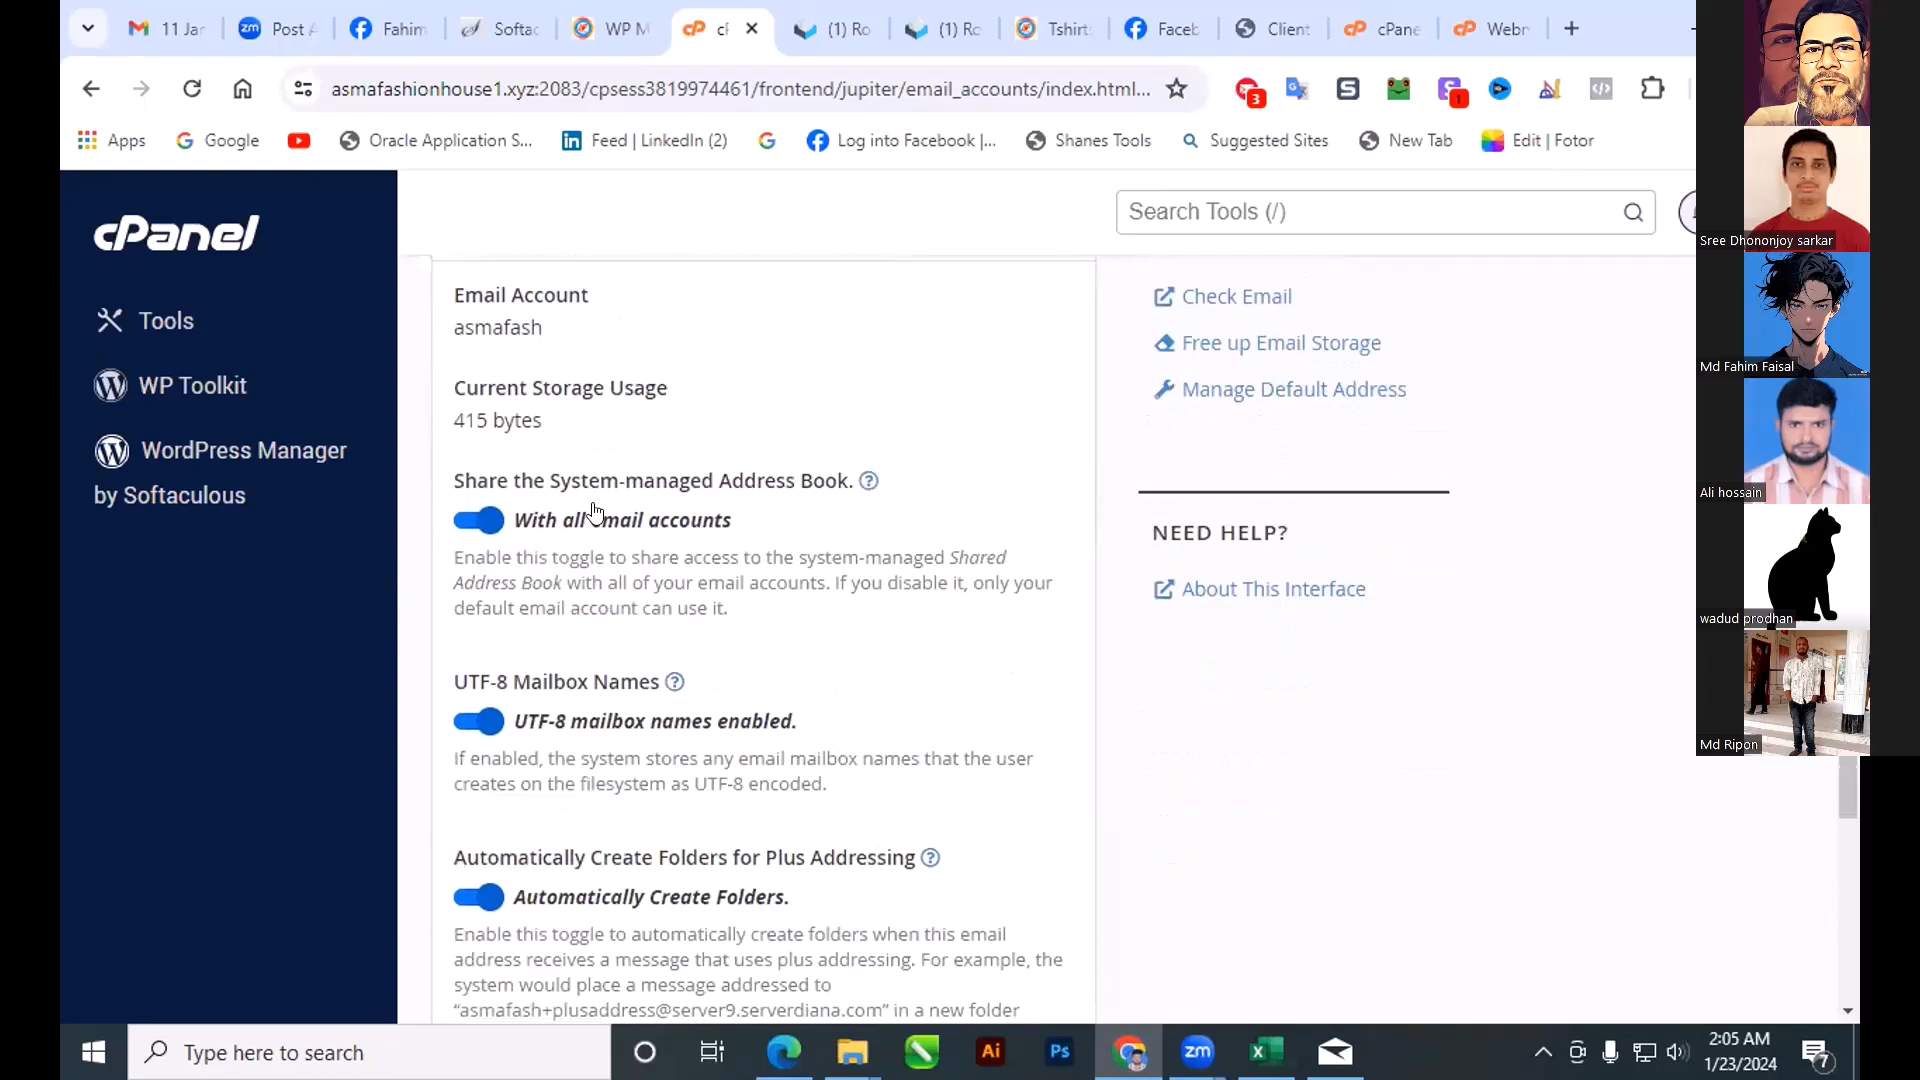 11 Jar
Post A
Fahim
Softac
WP M
cP
(1) Ro
(1) Ro
Tshirt
Faceb
Client
cPane
Webr
asmafashionhouse1.xyz:2083/cpsess3819974461/frontend/jupiter/email_accounts/index.html...
3
1
Apps
Google
Oracle Application S...
Feed | LinkedIn (2)
Log into Facebook |...
Shanes Tools
Suggested Sites
New Tab
Edit | Fotor
cPanel
Search Tools (/)
Tools
WP Toolkit
WordPress Manager
by Softaculous
Email Account
asmafash
Current Storage Usage
415 bytes
Share the System-managed Address Book.
With all email accounts
Enable this toggle to share access to the system-managed Shared
Address Book with all of your email accounts. If you disable it, only your
default email account can use it.
UTF-8 Mailbox Names
UTF-8 mailbox names enabled.
If enabled, the system stores any email mailbox names that the user
creates on the filesystem as UTF-8 encoded.
Automatically Create Folders for Plus Addressing
Automatically Create Folders.
Enable this toggle to automatically create folders when this email
address receives a message that uses plus addressing. For example, the
system would place a message addressed to
“asmafash+plusaddress@server9.serverdiana.com” in a new folder
Check Email
Free up Email Storage
Manage Default Address
NEED HELP?
About This Interface
Sree Dhononjoy sarkar
Md Fahim Faisal
Ali hossain
wadud prodhan
Md Ripon
Type here to search
Ai
Ps
zm
2:05 AM
1/23/2024
7